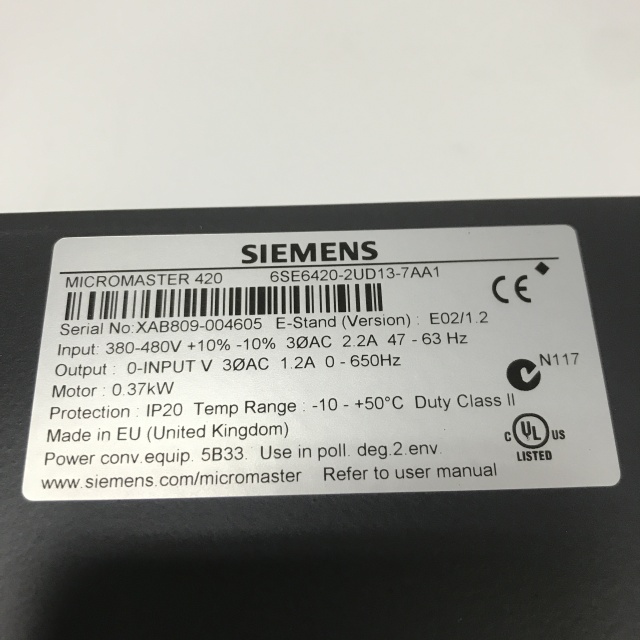 SIEMENS
MICROMASTER 420 6SE6420-2UD13-7AA1
CE
Serial No:XAB809-004605 E-Stand (Version) : E02/1.2
Input: 380-480V +10% -10% 3ØAC 2.2A 47 - 63 Hz
Output : 0-INPUT V 3ØAC 1.2A 0 - 650Hz
N117
Motor : 0.37kW
Protection : IP20 Temp Range : -10 - +50°C Duty Class II
Made in EU (United Kingdom)
C UL US
LISTED
Power conv.equip. 5B33. Use in poll. deg.2.env.
www.siemens.com/micromaster Refer to user manual